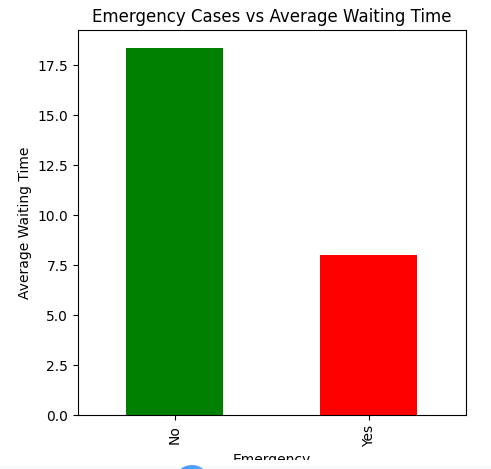 Emergency Cases vs Average Waiting Time
17.5
15.0
12.5
10.0
7.5
5.0
2.5
0.0
Average Waiting Time
No
Yes
Emergency